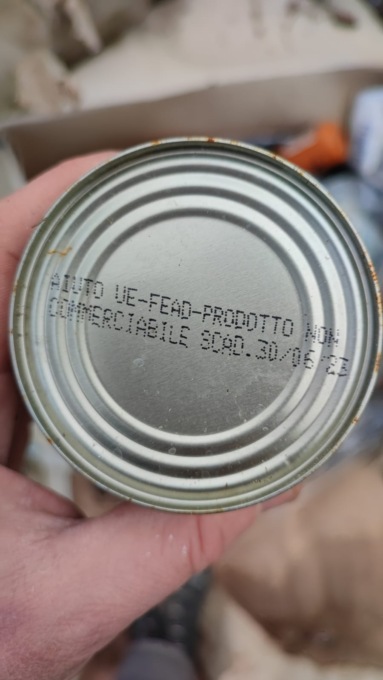 AIUTO UE-FEAD-PRODOTTO NON
COMMERCIABILE SCAD.30/06/23